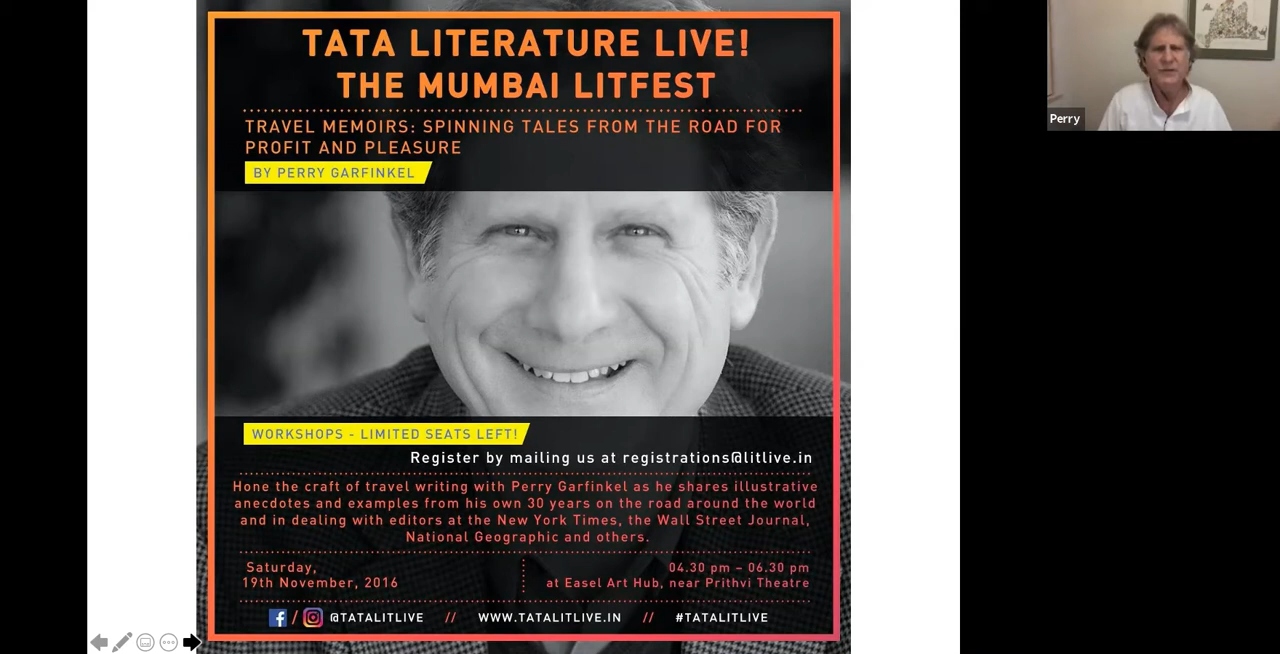 TATA LITERATURE LIVE!
THE MUMBAI LITFEST
TRAVEL MEMOIRS: SPINNING TALES FROM THE ROAD FOR
PROFIT AND PLEASURE
BY PERRY GARFINKEL
WORKSHOPS - LIMITED SEATS LEFT!
Register by mailing us at registrations@litlive.in
Hone the craft of travel writing with Perry Garfinkel as he shares illustrative
anecdotes and examples from his own 30 years on the road around the world
and in dealing with editors at the New York Times, the Wall Street Journal,
National Geographic and others.
Saturday,
19th November, 2016
04.30 pm – 06.30 pm
at Easel Art Hub, near Prithvi Theatre
@TATALITLIVE // WWW.TATALITLIVE.IN // #TATALITLIVE
Perry